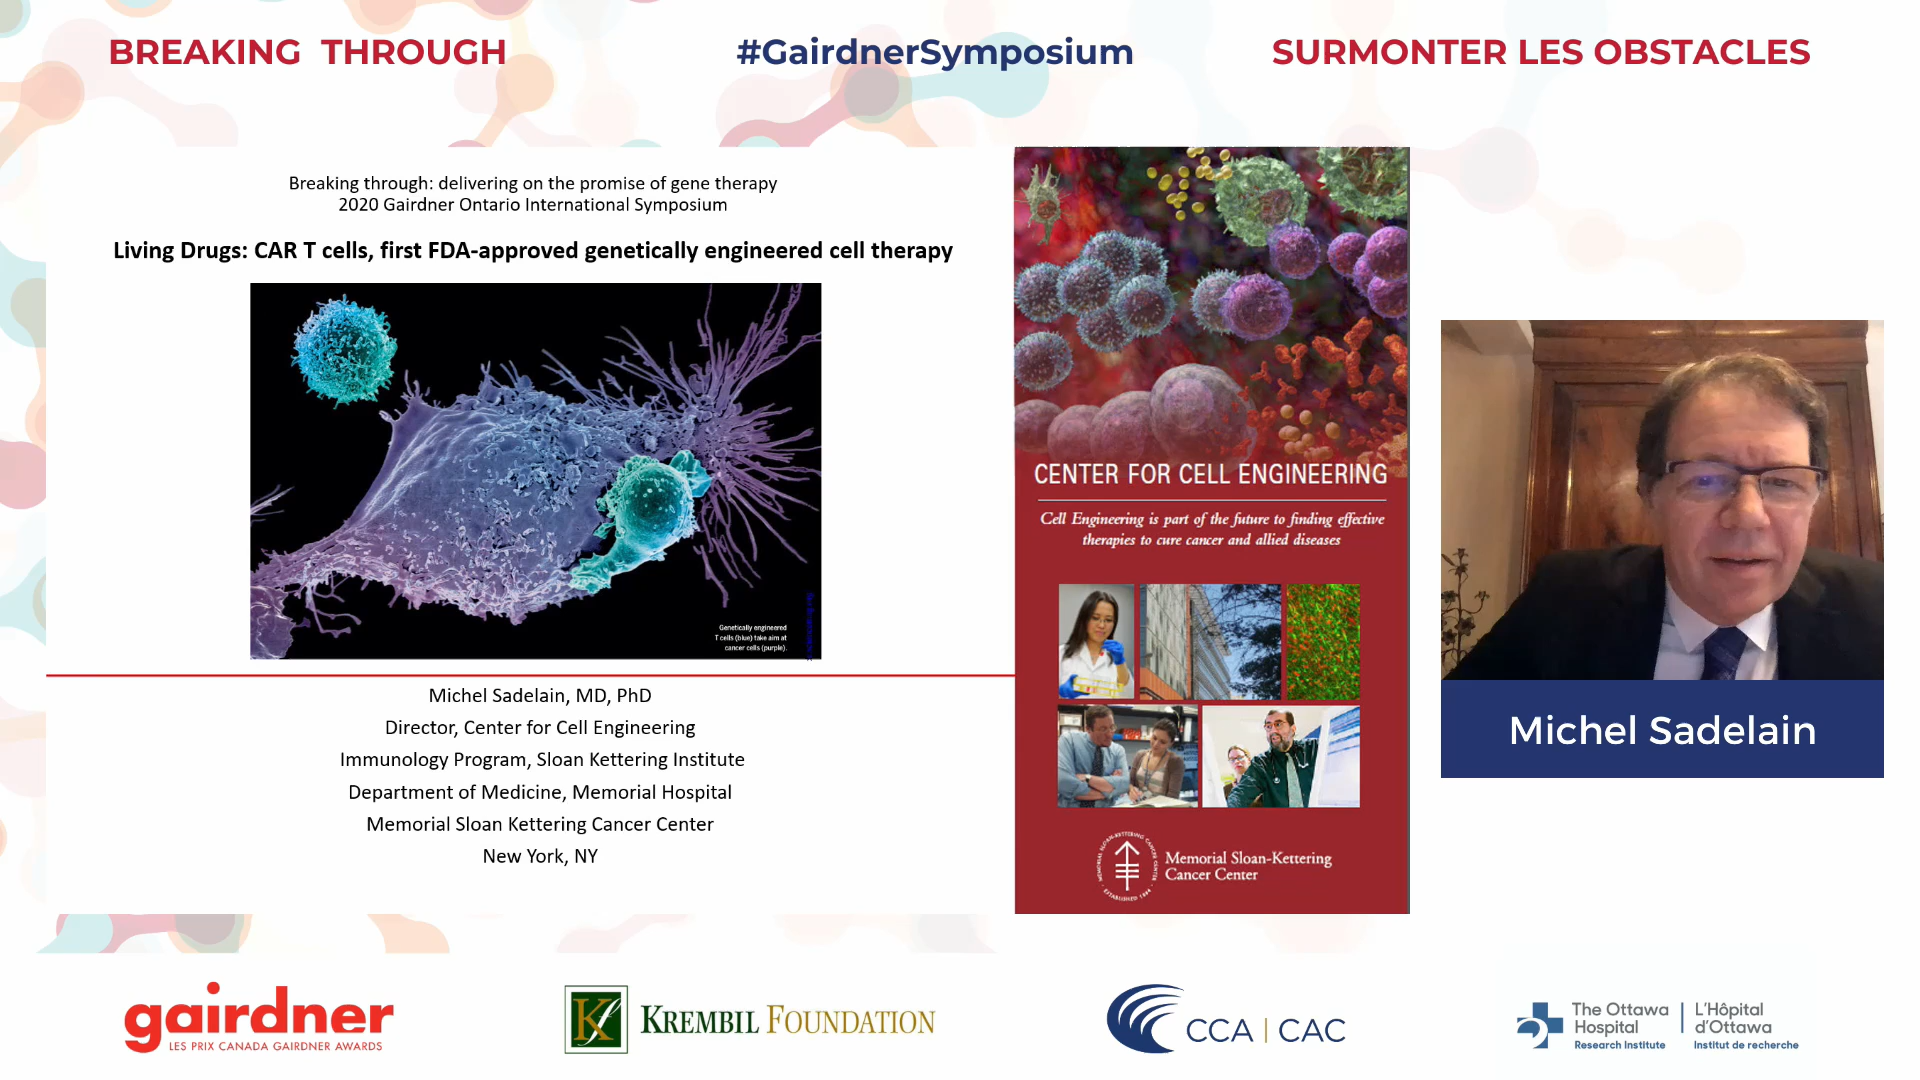 BREAKING THROUGH
#GairdnerSymposium
SURMONTER LES OBSTACLES
Breaking through: delivering on the promise of gene therapy
2020 Gairdner Ontario International Symposium
Living Drugs: CAR T cells, first FDA-approved genetically engineered cell therapy
Genetically engineered
T cells (blue) take aim at
cancer cells (purple).
Michel Sadelain, MD, PhD
Director, Center for Cell Engineering
Immunology Program, Sloan Kettering Institute
Department of Medicine, Memorial Hospital
Memorial Sloan Kettering Cancer Center
New York, NY
CENTER FOR CELL ENGINEERING
Cell Engineering is part of the future to finding effective
therapies to cure cancer and allied diseases
MEMORIAL SLOAN-KETTERING CANCER CENTER
Memorial Sloan-Kettering
Cancer Center
Michel Sadelain
gairdner
LES PRIX CANADA GAIRDNER AWARDS
Kf
KREMBIL FOUNDATION
CCA | CAC
The Ottawa
Hospital
Research Institute
L'Hôpital
d'Ottawa
Institut de recherche